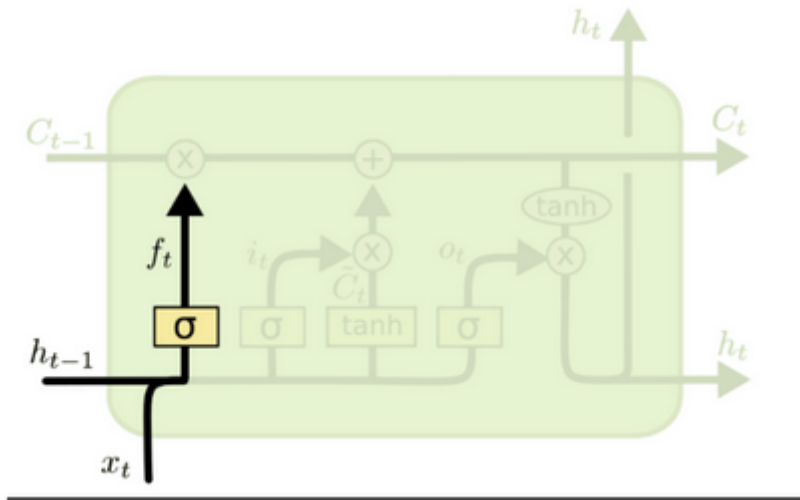 h_t
C_{t-1} x + C_t
tanh
f_t i_t x o_t x
C̃_t
σ σ tanh σ
h_{t-1} h_t
x_t